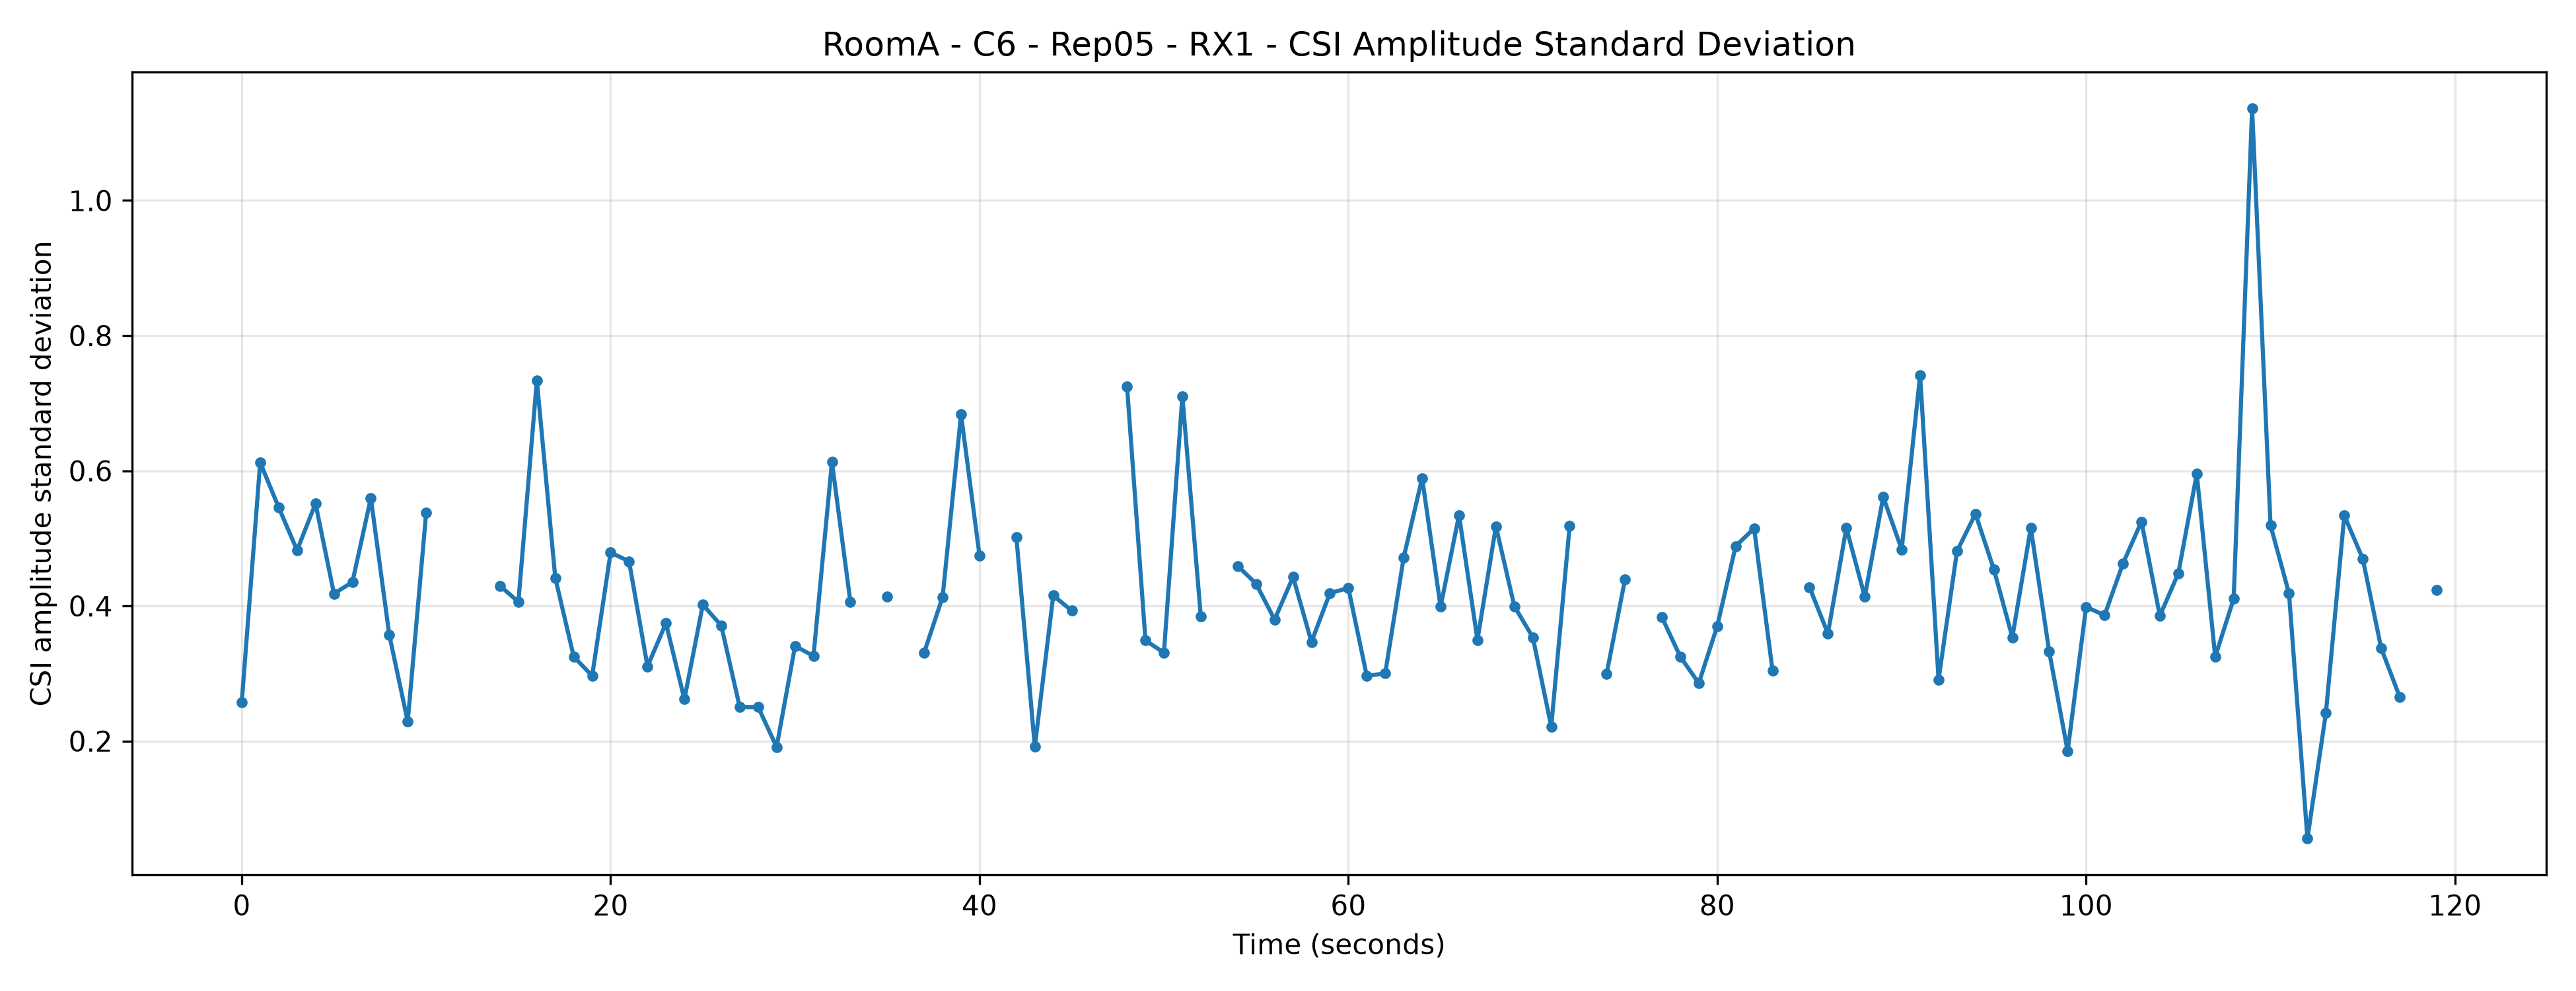 RoomA - C6 - Rep05 - RX1 - CSI Amplitude Standard Deviation
CSI amplitude standard deviation
1.0
0.8
0.6
0.4
0.2
0 20 40 60 80 100 120
Time (seconds)